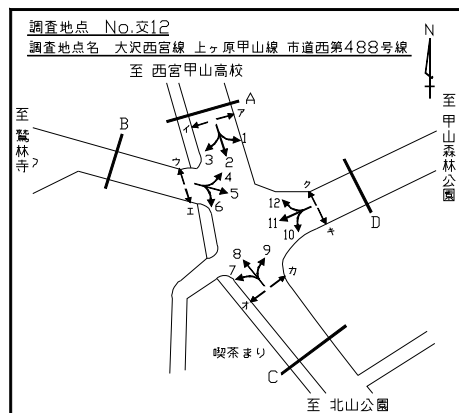 調査地点 No.交12
調査地点名 大沢西宮線 上ヶ原甲山線 市道西第488号線
N
至 西宮甲山高校
A
ア
イ
1
2
3
至 鷲林寺
B
ウ
エ
4
5
6
至 甲山森林公園
ク
キ
12
11
10
D
9
8
7
カ
オ
喫茶まり
C
至 北山公園